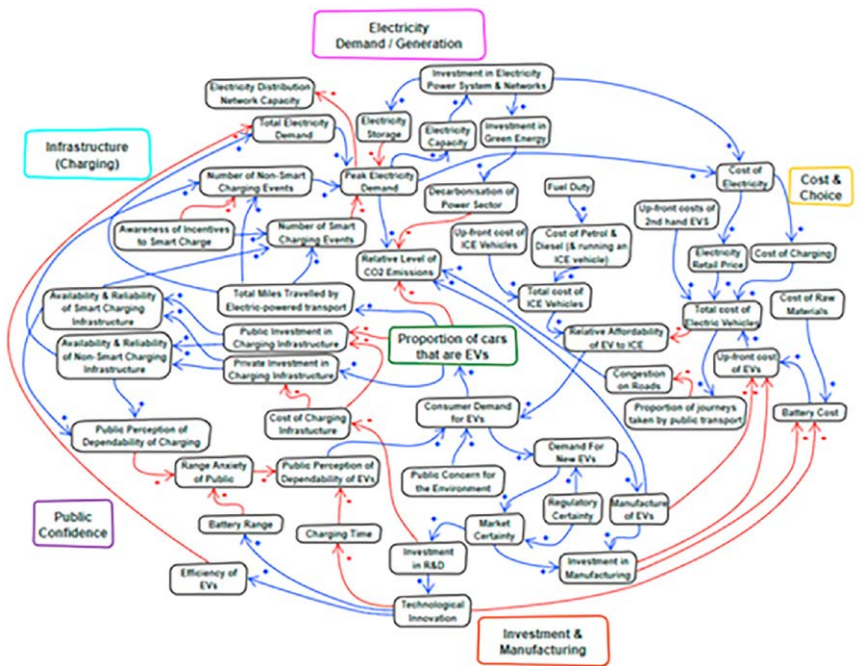 Electricity
Demand / Generation
Investment in Electricity
Power System & Networks
Electricity Distribution
Network Capacity
Total Electricity
Demand
Electricity
Storage
Electricity
Capacity
Investment in
Green Energy
Infrastructure
(Charging)
Number of Non-Smart
Charging Events
Peak Electricity
Demand
Decarbonisation of
Power Sector
Fuel Duty
Cost of
Electricity
Cost &
Choice
Awareness of Incentives
to Smart Charge
Number of Smart
Charging Events
Up-front cost of
ICE Vehicles
Cost of Petrol &
Diesel (& running an
ICE vehicle)
Up-front costs of
2nd hand EVS
Relative Level of
CO2 Emissions
Electricity
Retail Price
Cost of Charging
Availability & Reliability
of Smart Charging
Infrastructure
Total Miles Travelled by
Electric-powered transport
Total cost of
ICE Vehicles
Total cost of
Electric Vehicles
Cost of Raw
Materials
Public Investment in
Charging Infrastructure
Proportion of cars
that are EVs
Relative Affordability
of EV to ICE
Availability & Reliability
of Non-Smart Charging
Infrastructure
Private Investment in
Charging Infrastructure
Up-front cost
of EVs
Congestion
on Roads
Cost of Charging
Infastructure
Consumer Demand
for EVs
Proportion of journeys
taken by public transport
Battery Cost
Public Perception of
Dependability of Charging
Range Anxiety
of Public
Public Perception of
Dependability of EVs
Public Concern for
the Environment
Demand For
New EVs
Public
Confidence
Battery Range
Charging Time
Market
Certainty
Regulatory
Certainty
Manufacture
of EVs
Investment
in R&D
Investment in
Manufacturing
Efficiency of
EVs
Technological
Innovation
Investment &
Manufacturing